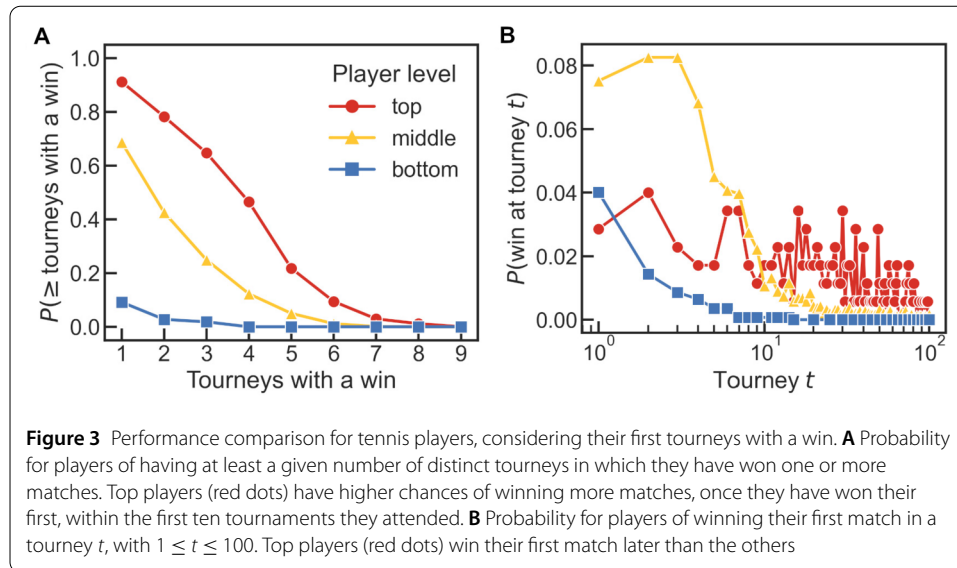 A
B
P(≥ tourneys with a win)
1.0
0.8
0.6
0.4
0.2
0.0
Player level
top
middle
bottom
1 2 3 4 5 6 7 8 9
Tourneys with a win
P(win at tourney t)
0.08
0.06
0.04
0.02
0.00
10⁰ 10¹ 10²
Tourney t
Figure 3 Performance comparison for tennis players, considering their first tourneys with a win. A Probability
for players of having at least a given number of distinct tourneys in which they have won one or more
matches. Top players (red dots) have higher chances of winning more matches, once they have won their
first, within the first ten tournaments they attended. B Probability for players of winning their first match in a
tourney t, with 1 ≤ t ≤ 100. Top players (red dots) win their first match later than the others